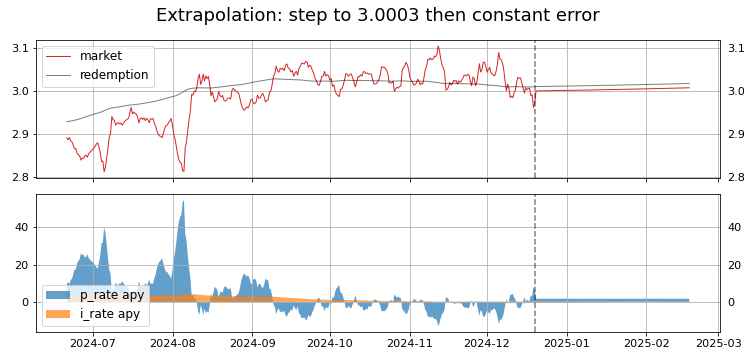 Extrapolation: step to 3.0003 then constant error
3.1 3.1
market
redemption
3.0 3.0
2.9 2.9
2.8 2.8
40 40
20 20
p_rate apy
i_rate apy
0 0
2024-07 2024-08 2024-09 2024-10 2024-11 2024-12 2025-01 2025-02 2025-03